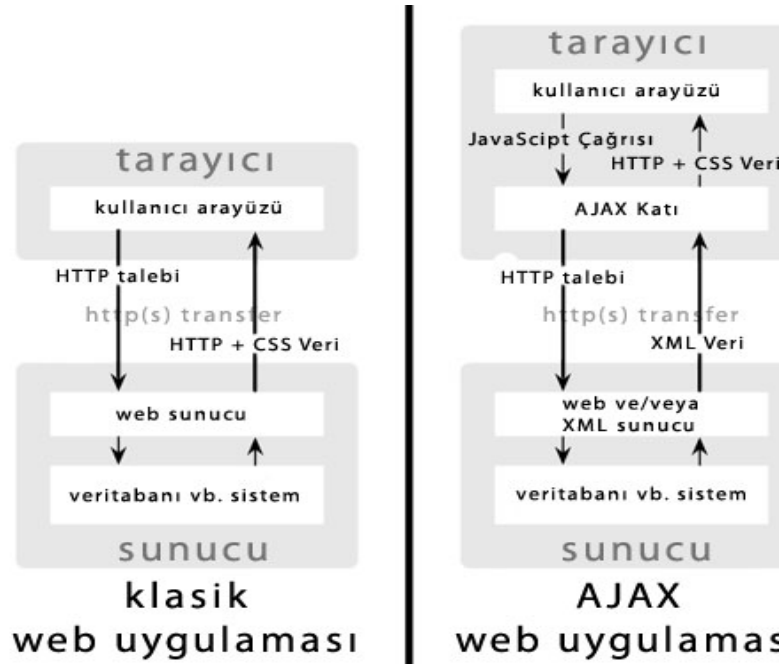 tarayıcı
kullanıcı arayüzü
HTTP talebi
http(s) transfer
HTTP + CSS Veri
web sunucu
veritabanı vb. sistem
sunucu
klasik
web uygulaması
tarayıcı
kullanıcı arayüzü
JavaScipt Çağrısı
HTTP + CSS Veri
AJAX Katı
HTTP talebi
http(s) transfer
XML Veri
web ve/veya
XML sunucu
veritabanı vb. sistem
sunucu
AJAX
web uygulamas